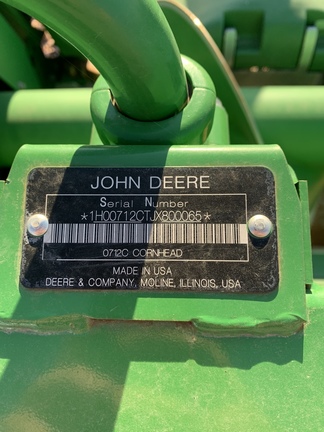 JOHN DEERE
Serial Number
*1H00712CTJX800065*
0712C CORNHEAD
MADE IN USA
DEERE & COMPANY, MOLINE, ILLINOIS, USA